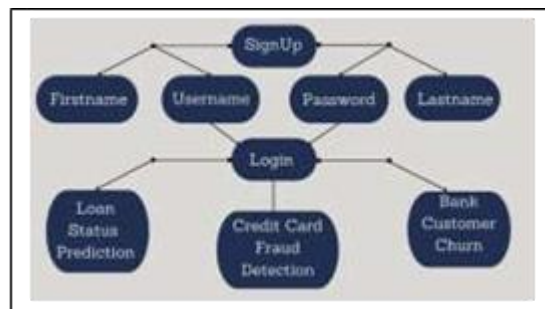 SignUp
Firstname
Username
Password
Lastname
Login
Loan
Status
Prediction
Credit Card
Fraud
Detection
Bank
Customer
Churn